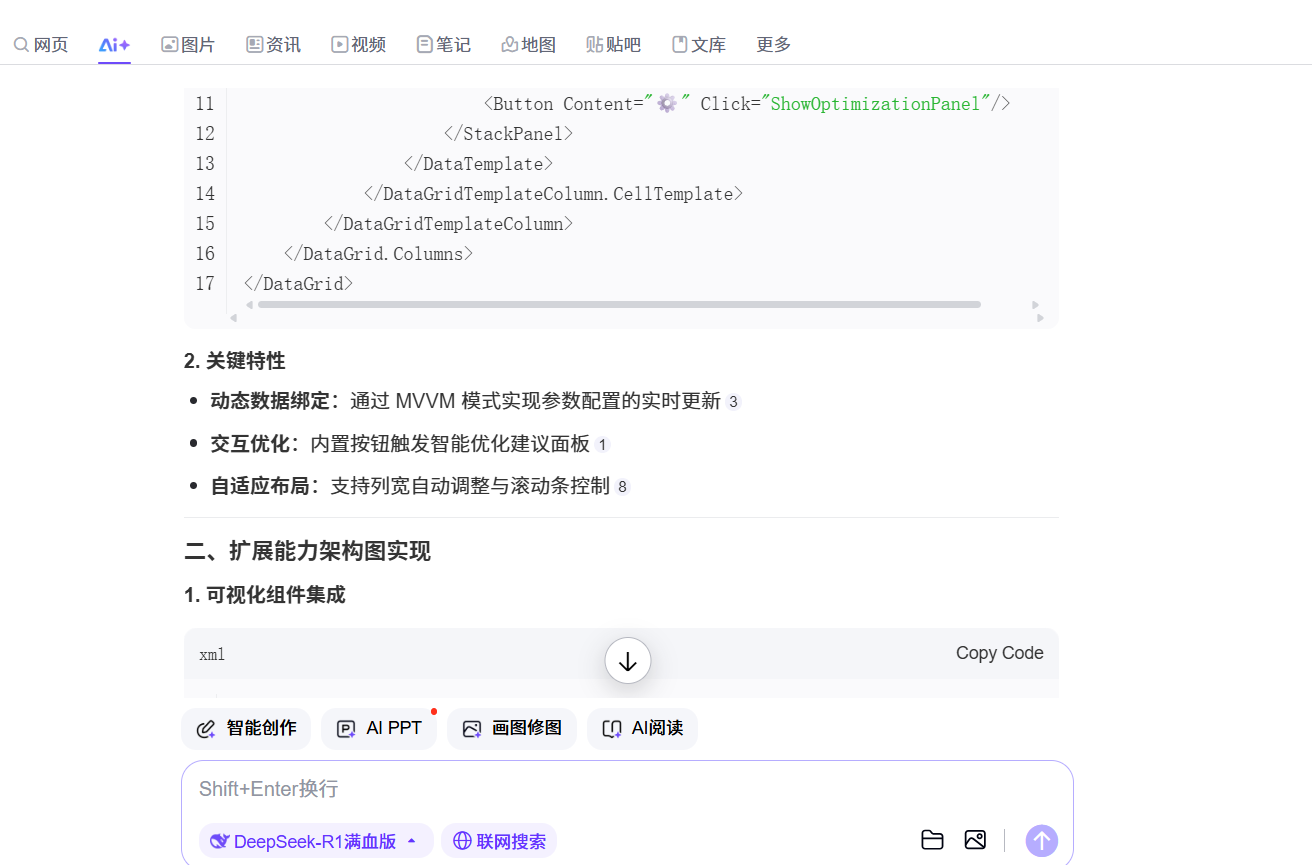 网页 Ai+ 图片 资讯 视频 笔记 地图 贴吧 文库 更多
11 <Button Content="⚙️" Click="ShowOptimizationPanel"/>
12 </StackPanel>
13 </DataTemplate>
14 </DataGridTemplateColumn.CellTemplate>
15 </DataGridTemplateColumn>
16 </DataGrid.Columns>
17 </DataGrid>
2. 关键特性
• 动态数据绑定：通过 MVVM 模式实现参数配置的实时更新 3
• 交互优化：内置按钮触发智能优化建议面板 1
• 自适应布局：支持列宽自动调整与滚动条控制 8
二、扩展能力架构图实现
1. 可视化组件集成
xml Copy Code
智能创作 AI PPT 画图修图 AI阅读
Shift+Enter换行
DeepSeek-R1满血版 联网搜索